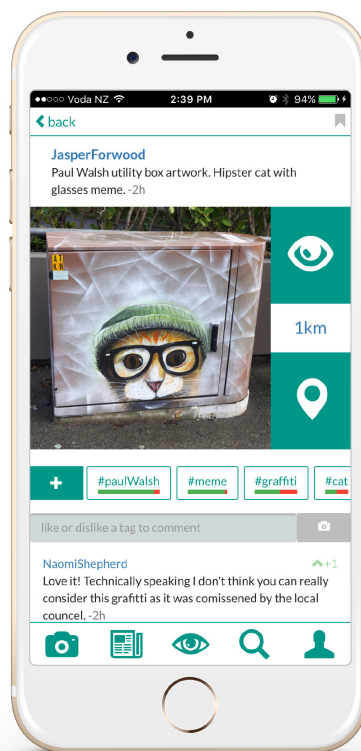 ●●○○○ Voda NZ 2:39 PM 94%
back
JasperForwood
Paul Walsh utility box artwork. Hipster cat with
glasses meme. -2h
1km
+ #paulWalsh #meme #graffiti #cat
like or dislike a tag to comment
NaomiShepherd +1
Love it! Technically speaking I don't think you can really
consider this grafitti as it was comissened by the local
councel. -2h